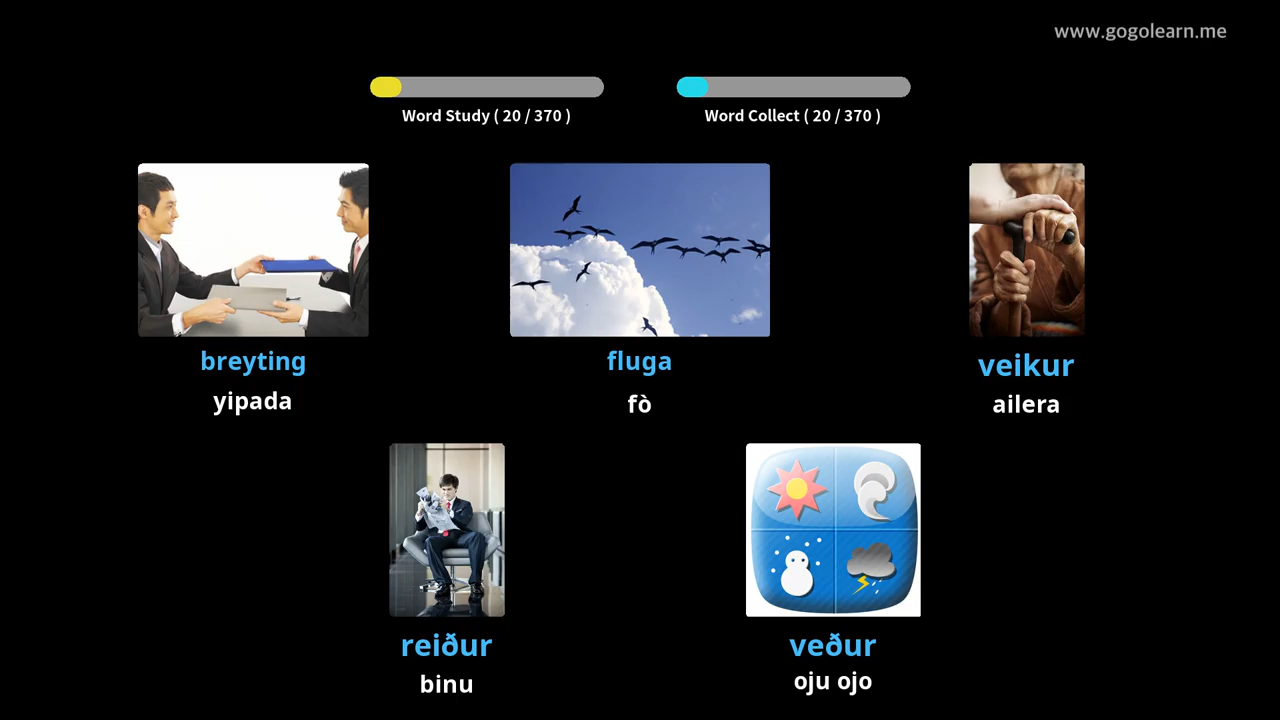 www.gogolearn.me
Word Study ( 20 / 370 )
Word Collect ( 20 / 370 )
breyting
yipada
fluga
fò
veikur
ailera
reiður
binu
veður
oju ojo